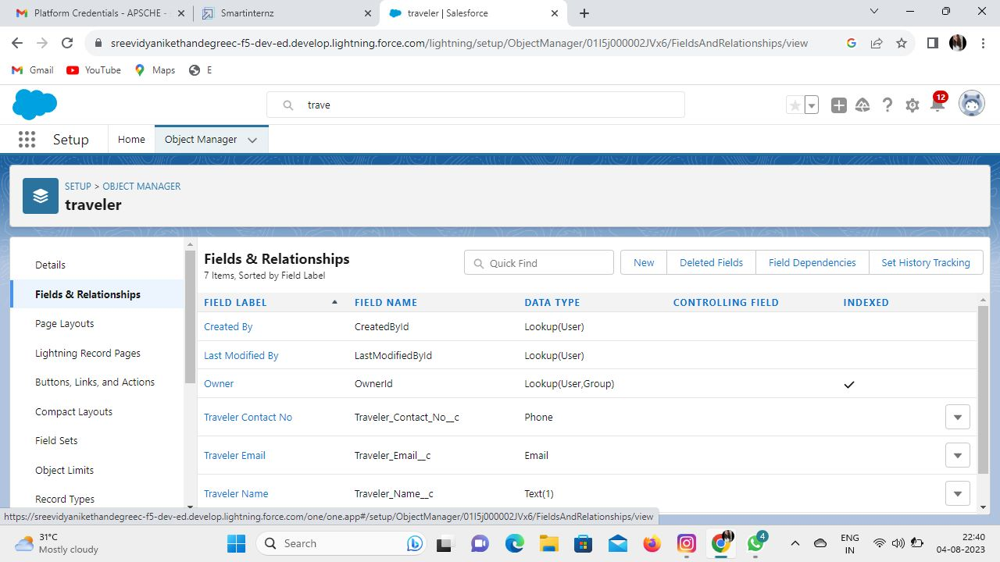 Platform Credentials - APSCHE -
Smartinternz
traveler | Salesforce
sreevidyanikethandegreec-f5-dev-ed.develop.lightning.force.com/lightning/setup/ObjectManager/01I5j000002JVx6/FieldsAndRelationships/view
Gmail YouTube Maps E
trave
12
Setup Home Object Manager
SETUP > OBJECT MANAGER
traveler
Details
Fields & Relationships
Page Layouts
Lightning Record Pages
Buttons, Links, and Actions
Compact Layouts
Field Sets
Object Limits
Record Types
Fields & Relationships
7 Items, Sorted by Field Label
Quick Find New Deleted Fields Field Dependencies Set History Tracking
FIELD LABEL FIELD NAME DATA TYPE CONTROLLING FIELD INDEXED
Created By CreatedById Lookup(User)
Last Modified By LastModifiedById Lookup(User)
Owner OwnerId Lookup(User,Group)
Traveler Contact No Traveler_Contact_No__c Phone
Traveler Email Traveler_Email__c Email
Traveler Name Traveler_Name__c Text(1)
https://sreevidyanikethandegreec-f5-dev-ed.develop.lightning.force.com/one/one.app#/setup/ObjectManager/01I5j000002JVx6/FieldsAndRelationships/view
31°C
Mostly cloudy
Search
4
ENG
IN
22:40
04-08-2023